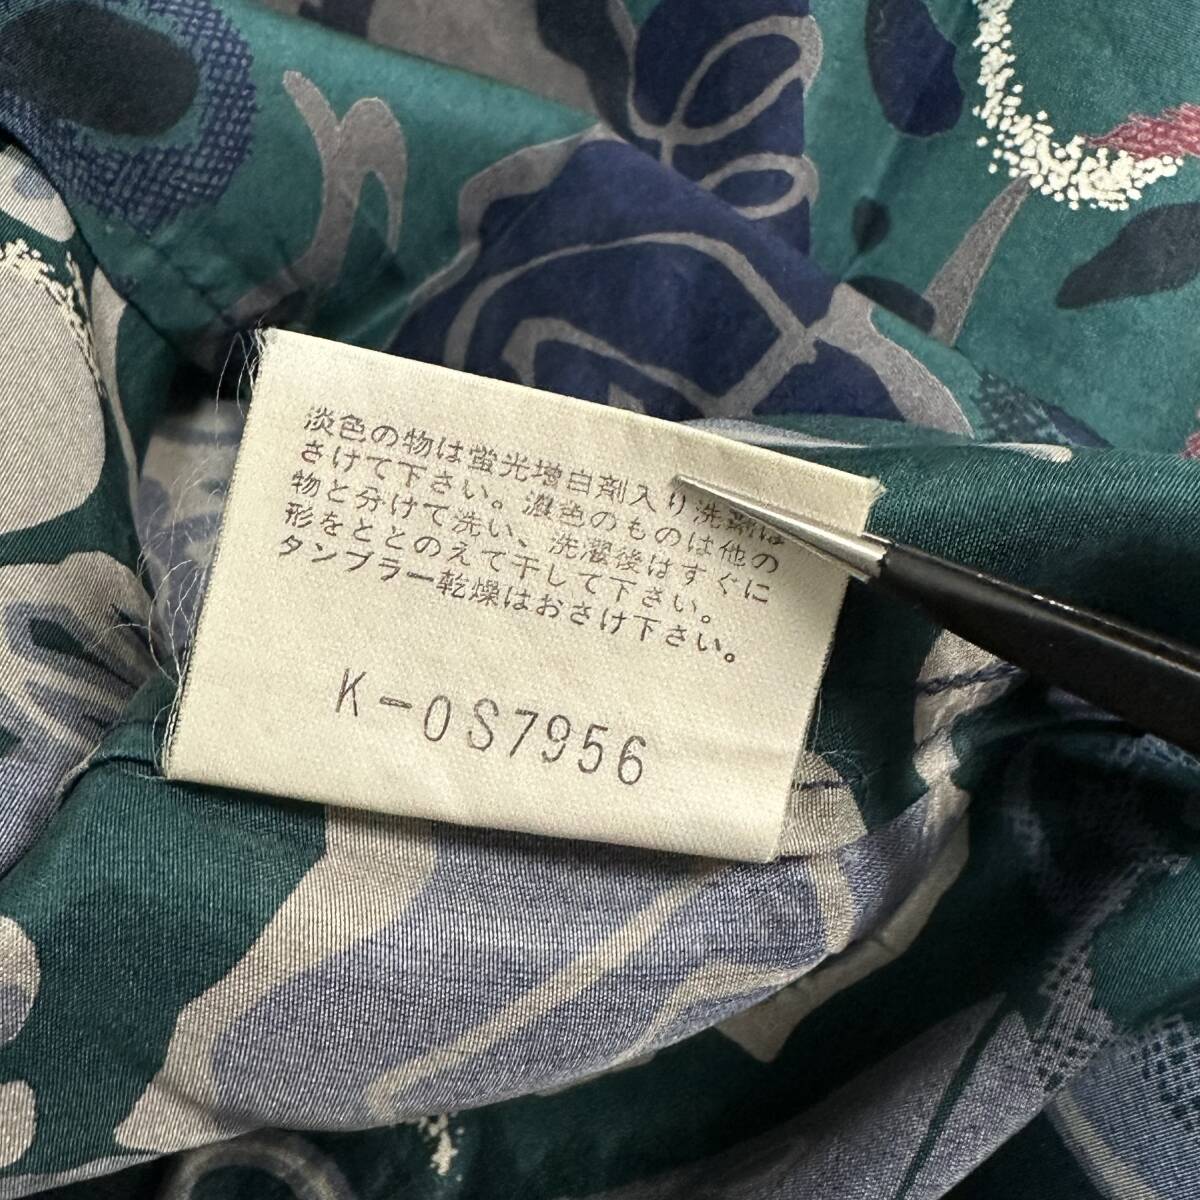 淡色の物は蛍光増白剤入り洗剤は
さけて下さい。濃色のものは他の
物と分けて洗い、洗濯後はすぐに
形をととのえて干して下さい。
タンブラー乾燥はおさけ下さい。
K-0S7956